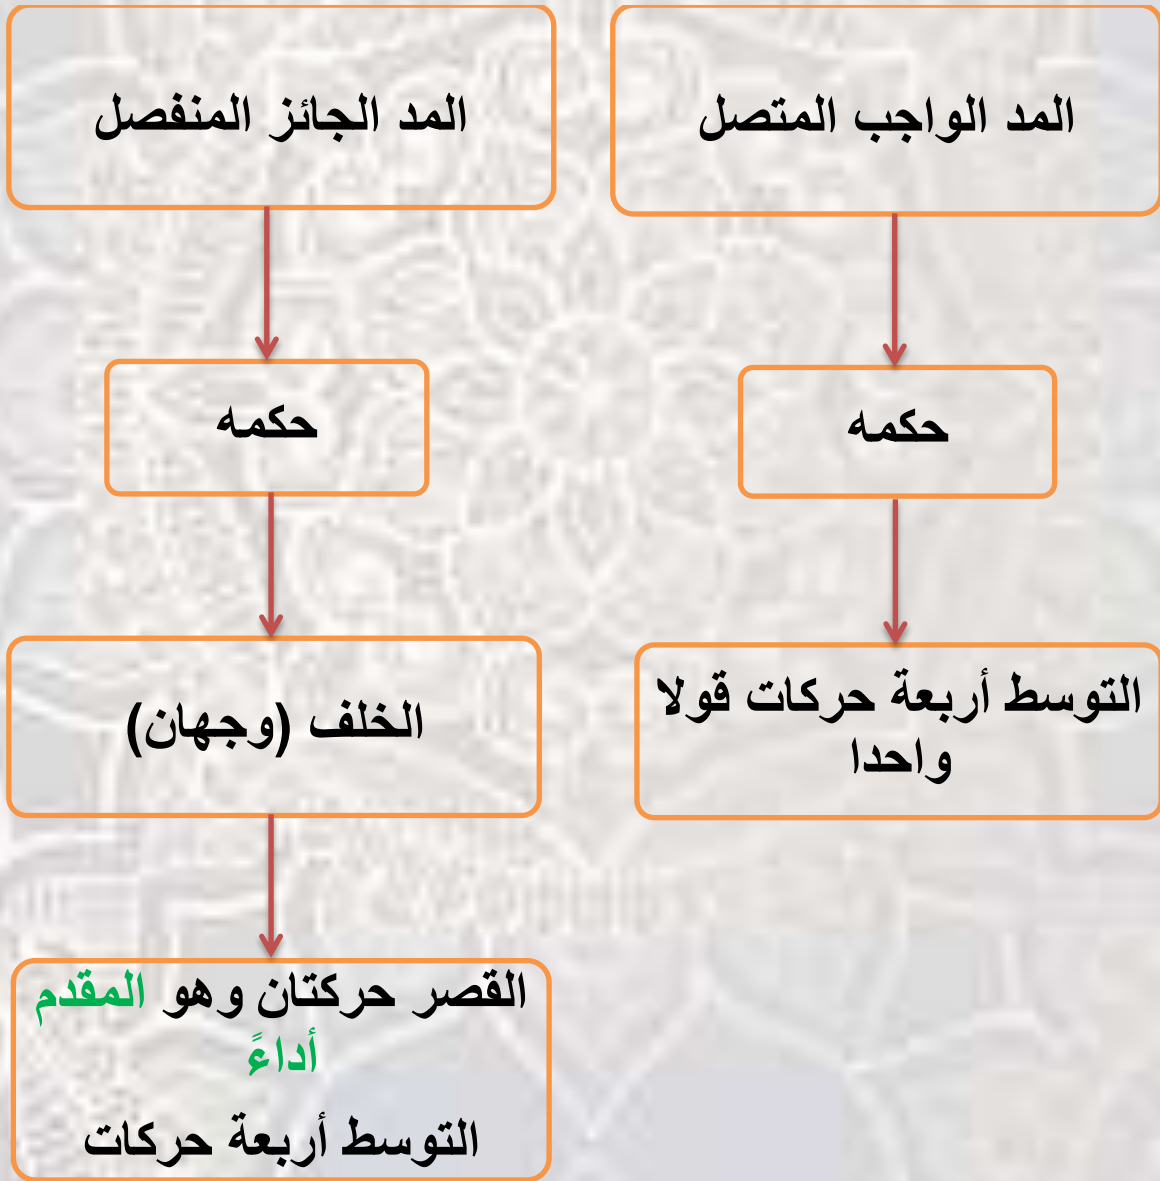 المد الواجب المتصل
حكمه
التوسط أربعة حركات قولا
واحدا
المد الجائز المنفصل
حكمه
الخلف (وجهان)
القصر حركتان وهو المقدم
أداءً
التوسط أربعة حركات